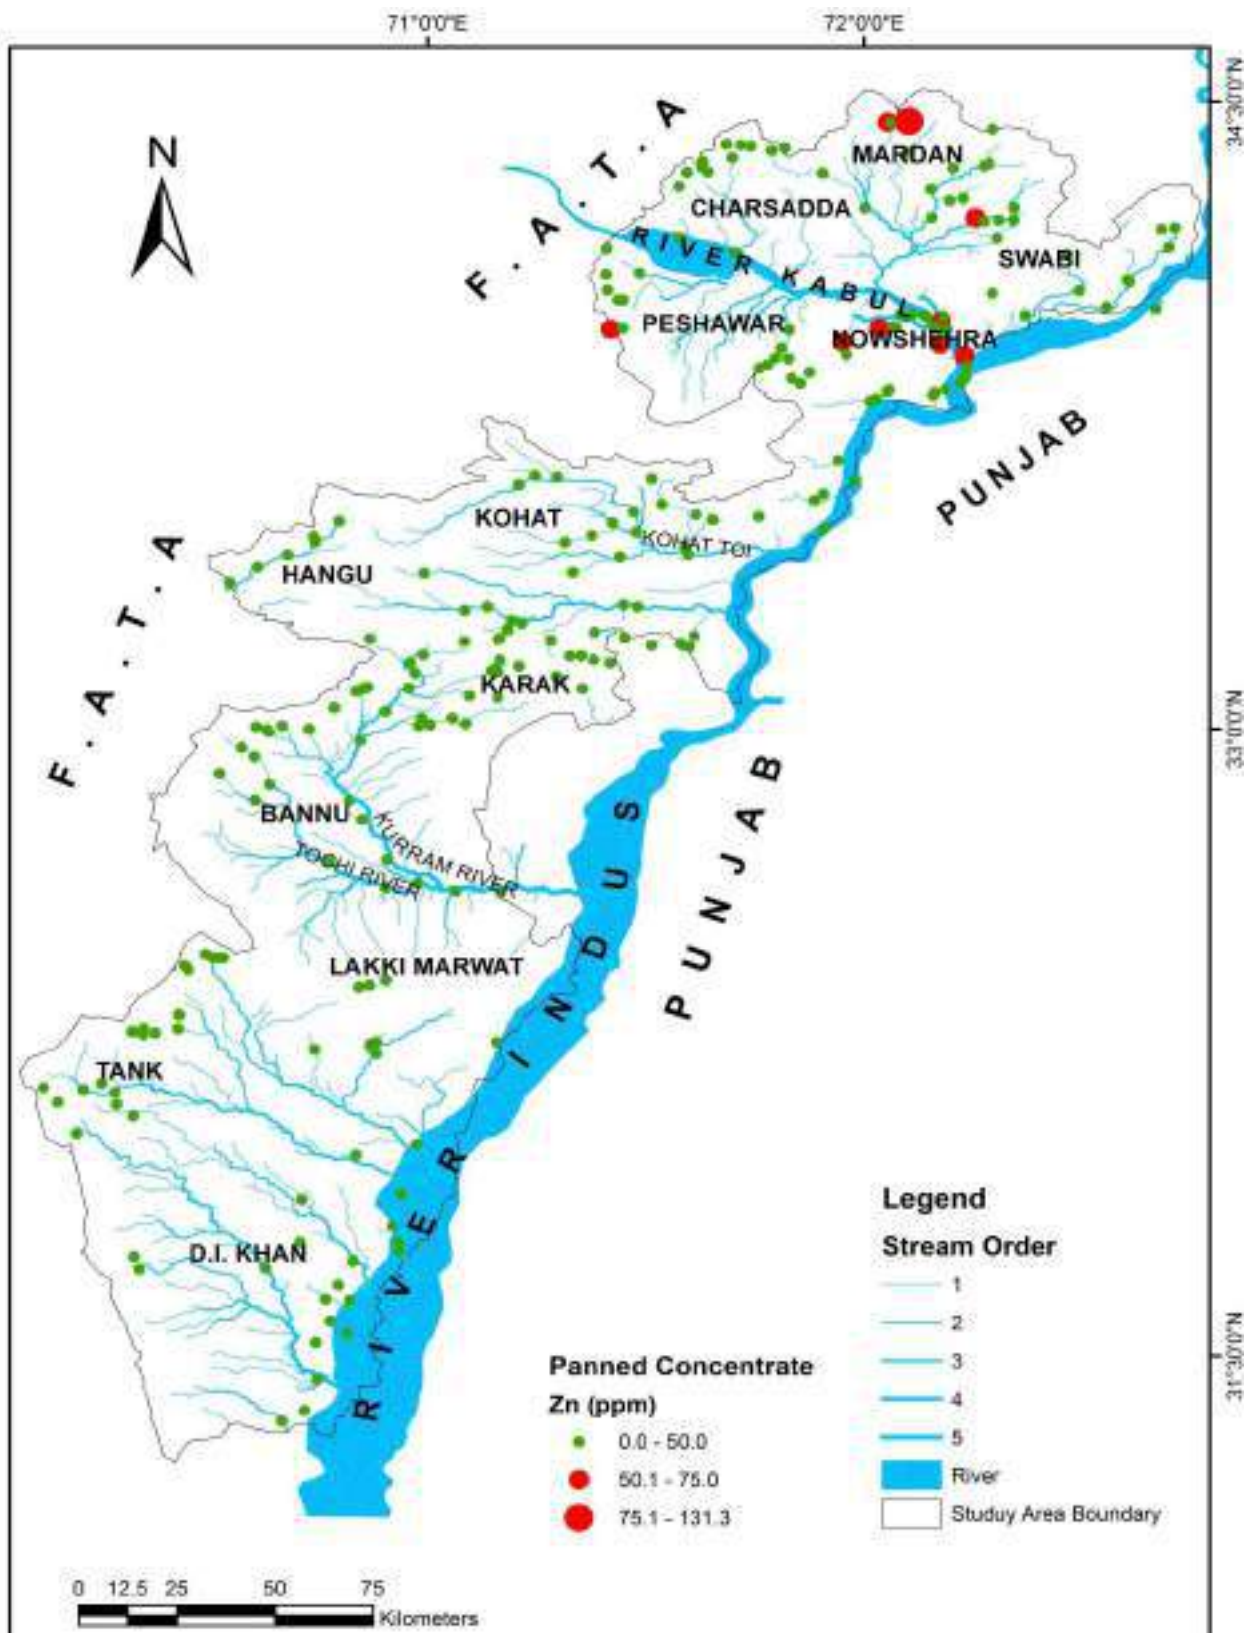 71°0'0"E
72°0'0"E
34°30'0"N
N
F.A.T.A
MARDAN
CHARSADDA
RIVER KABUL
SWABI
PESHAWAR
NOWSHEHRA
PUNJAB
KOHAT
KOHAT TOI
HANGU
F.A.T.A
KARAK
33°0'0"N
PUNJAB
BANNU
KURRAM RIVER
TOCHI RIVER
LAKKI MARWAT
RIVER INDUS
TANK
D.I. KHAN
31°30'0"N
Legend
Stream Order
1
2
3
4
5
River
Studuy Area Boundary
Panned Concentrate
Zn (ppm)
0.0 - 50.0
50.1 - 75.0
75.1 - 131.3
0 12.5 25 50 75
Kilometers